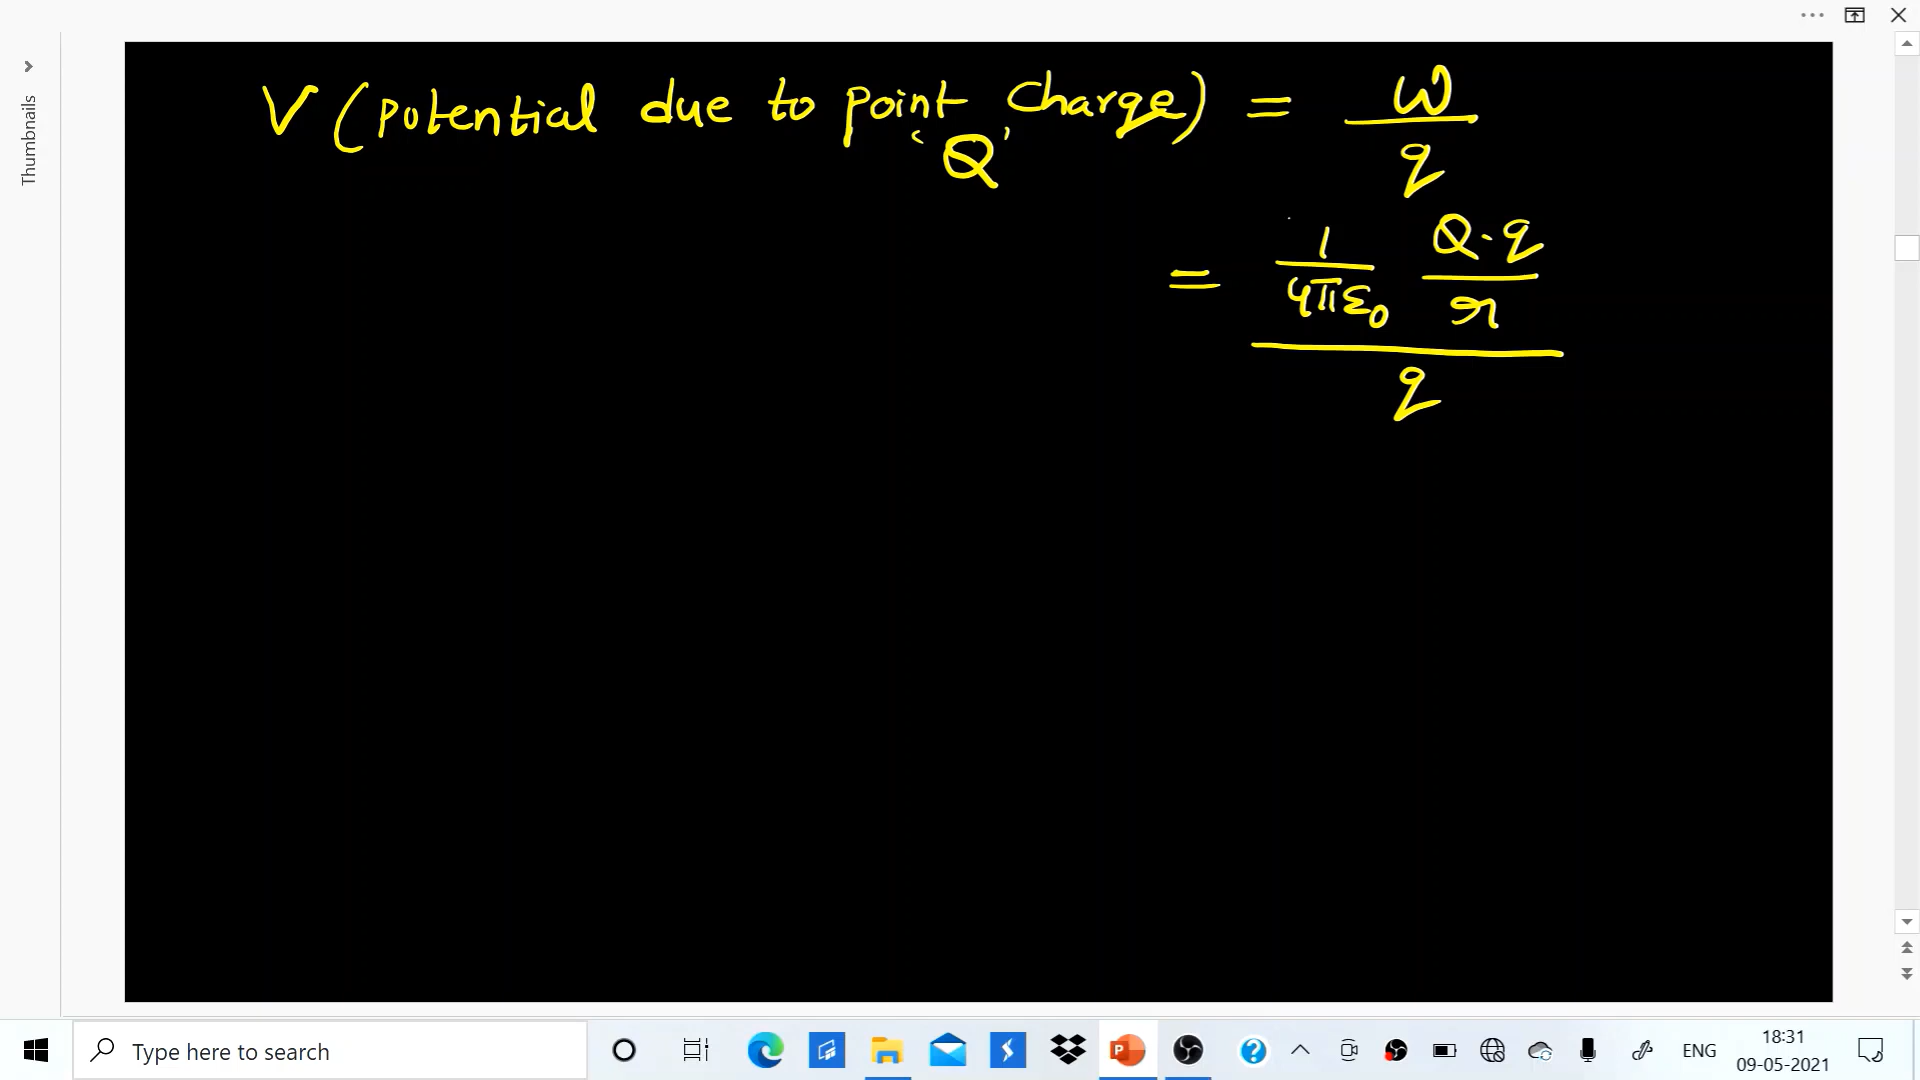 Thumbnails
V (potential due to point charge) = W/q
'Q'
= 1/4πε₀ Q·q/r
q
Type here to search
ENG
18:31
09-05-2021